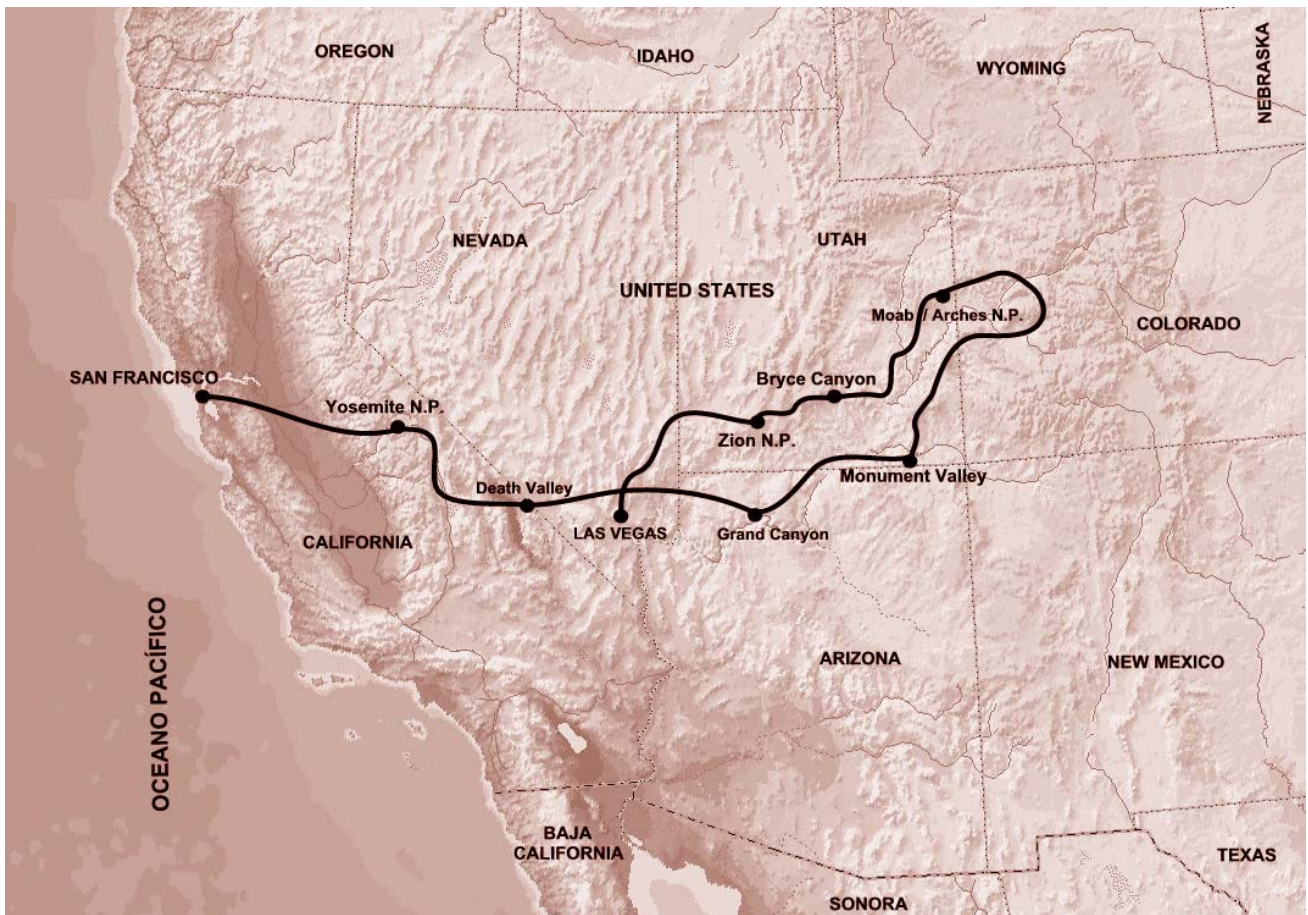 OREGON
IDAHO
WYOMING
NEBRASKA
NEVADA
UTAH
UNITED STATES
Moab / Arches N.P.
COLORADO
SAN FRANCISCO
Bryce Canyon
Yosemite N.P.
Zion N.P.
Monument Valley
Death Valley
LAS VEGAS
Grand Canyon
CALIFORNIA
OCEANO PACÍFICO
ARIZONA
NEW MEXICO
BAJA
CALIFORNIA
TEXAS
SONORA